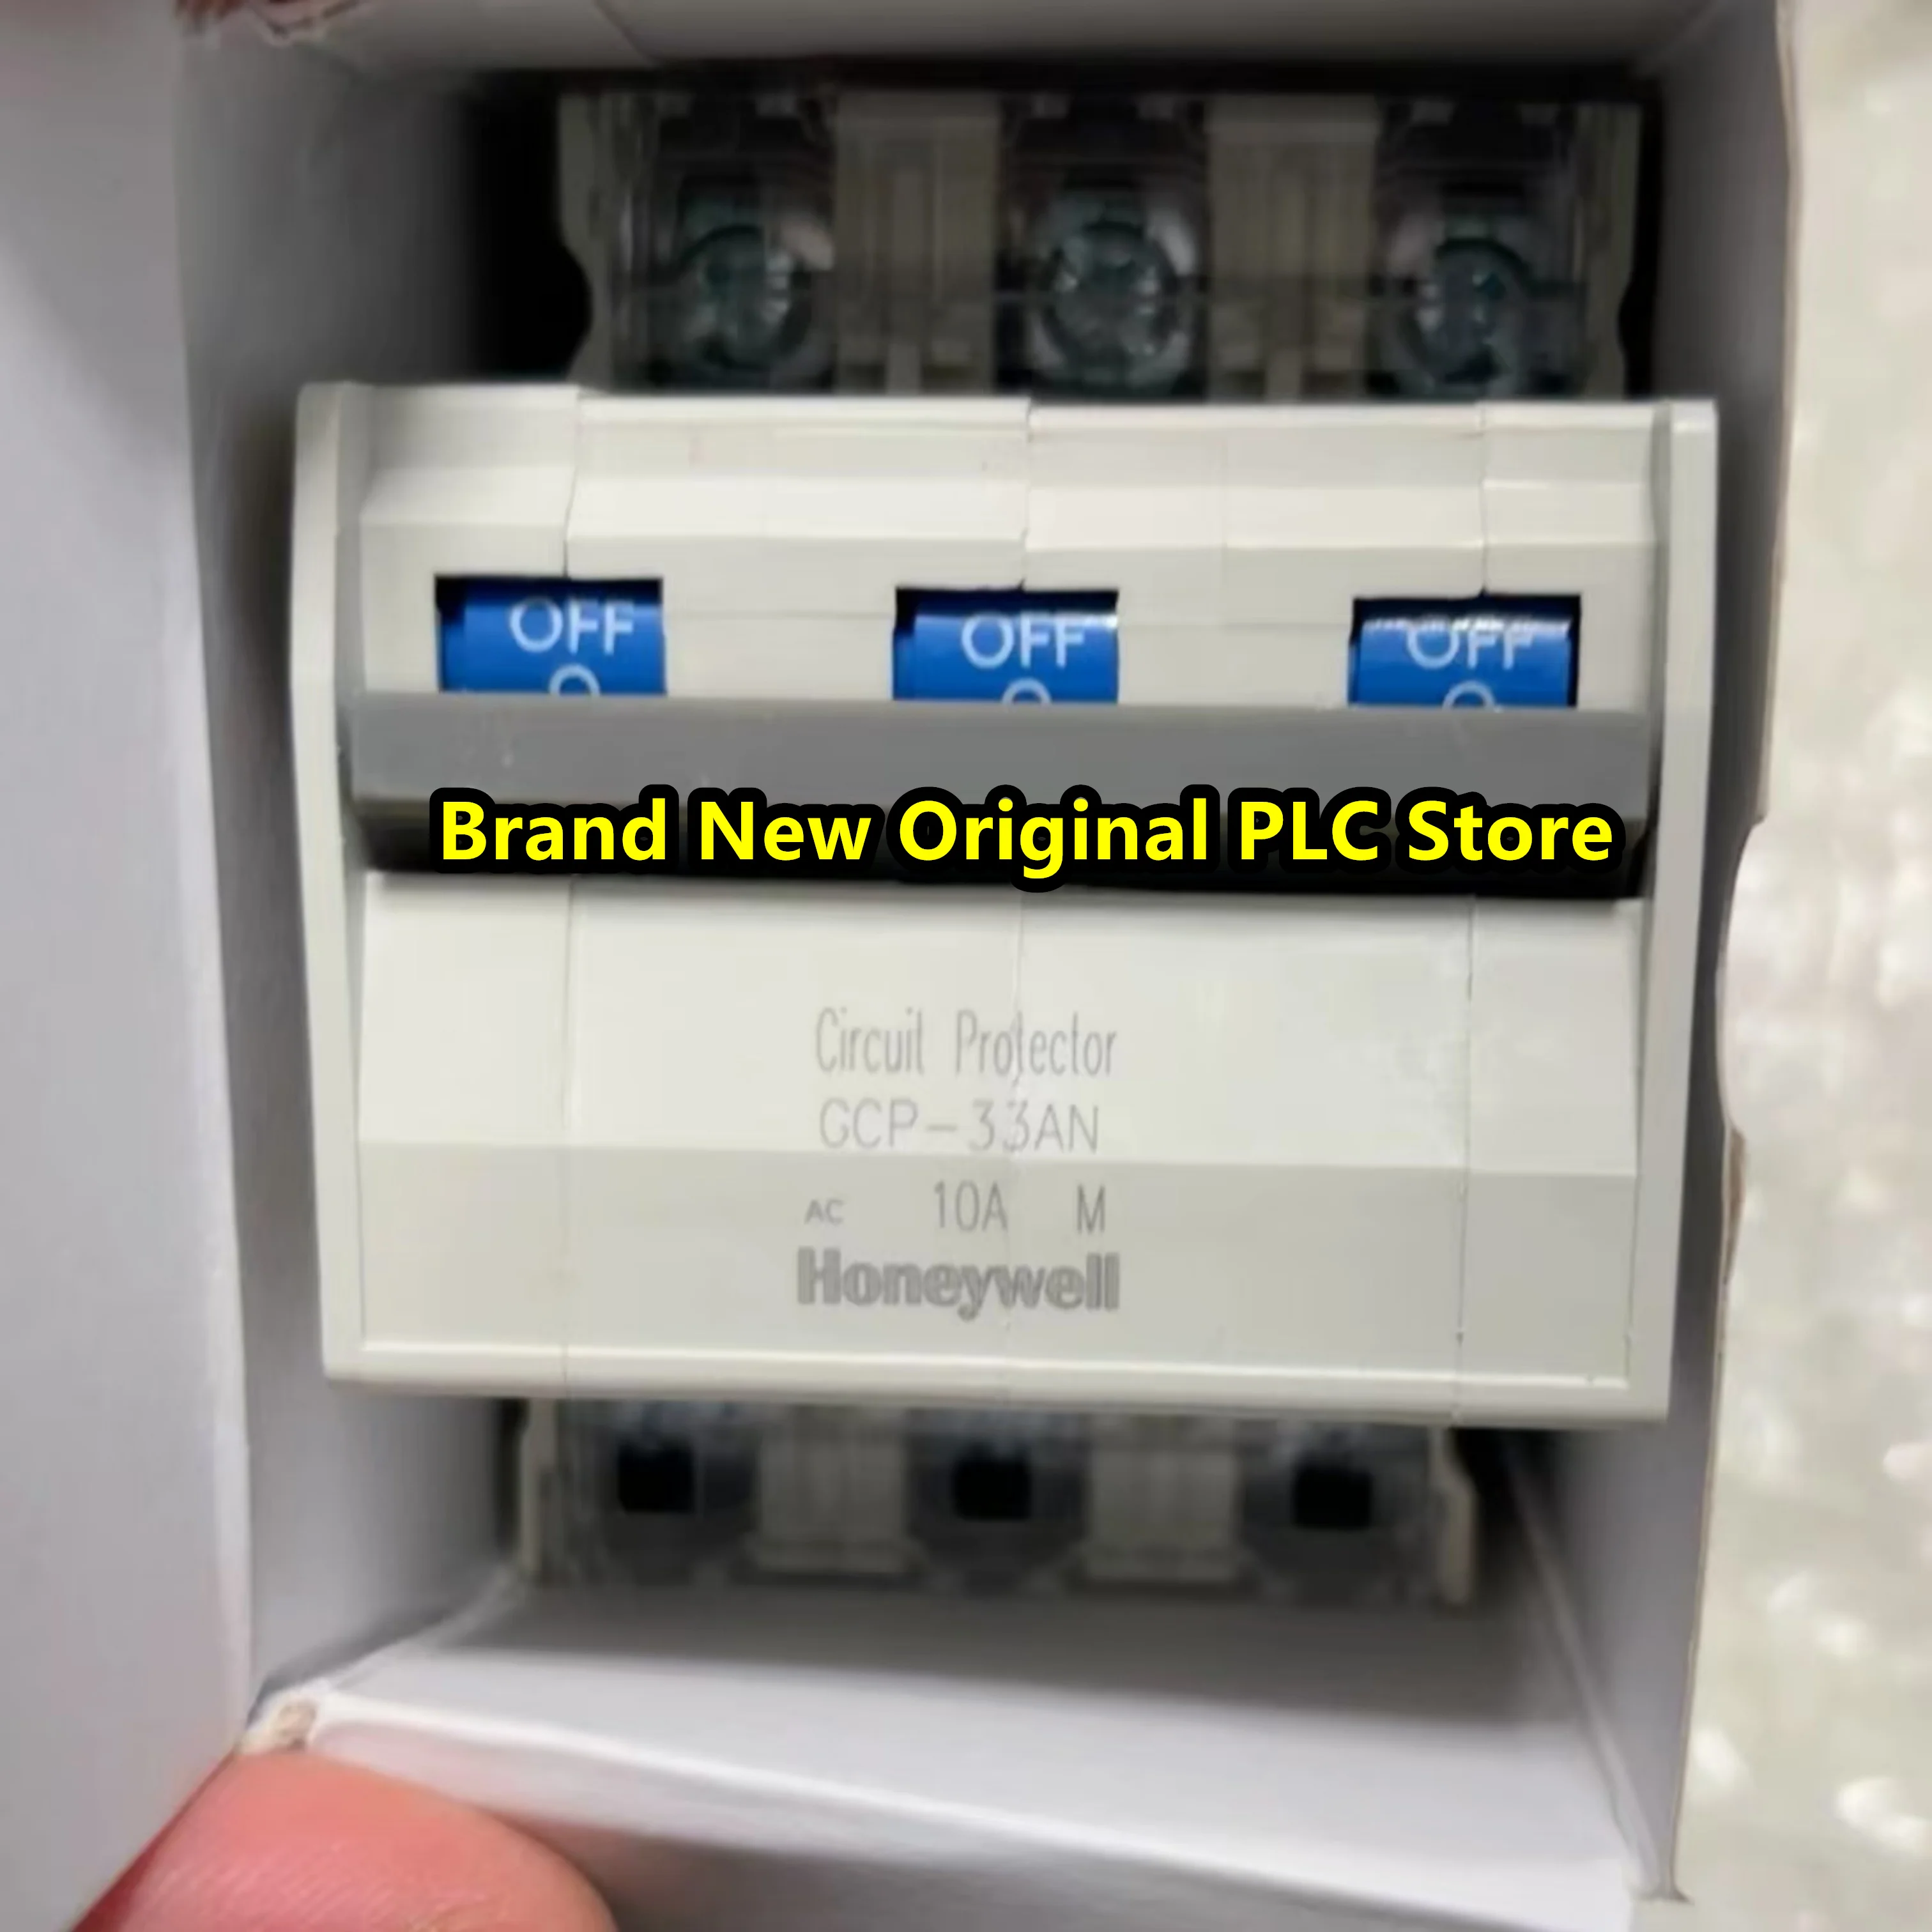 OFF OFF OFF
Brand New Original PLC Store
Circuit Protector
GCP-33AN
AC 10A M
Honeywell